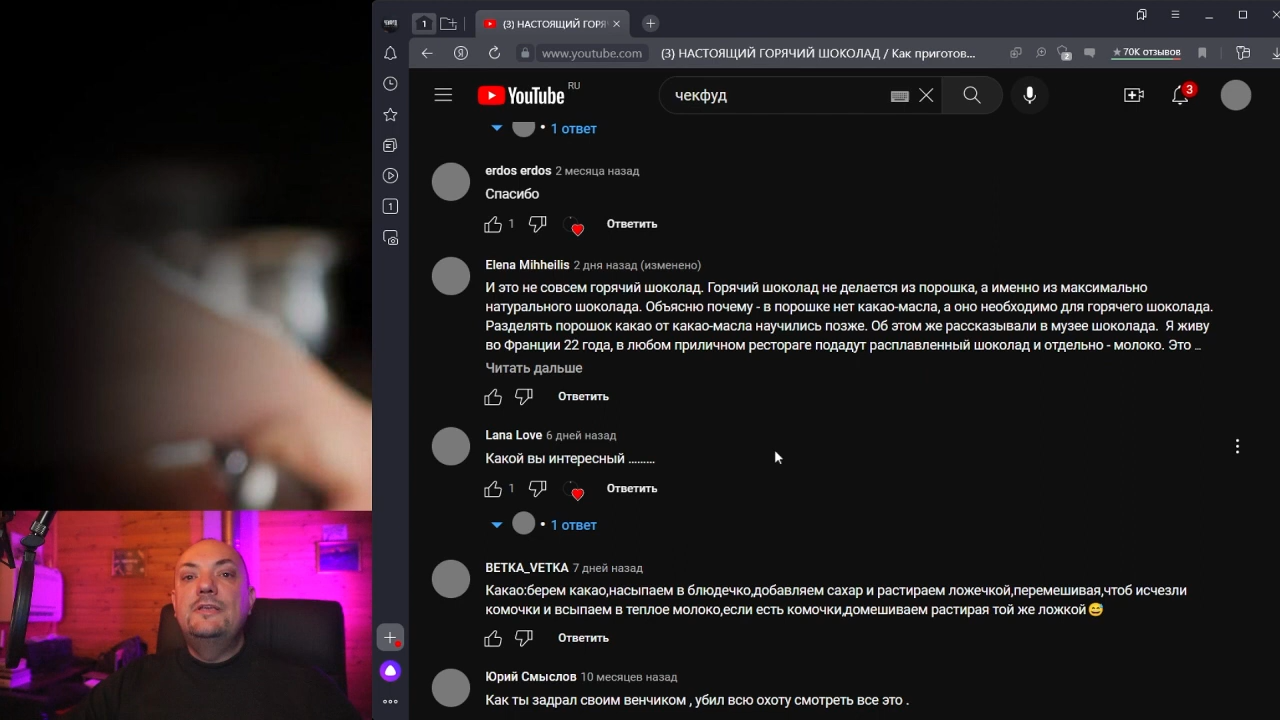 1
(3) НАСТОЯЩИЙ ГОРЯ
www.youtube.com
(3) НАСТОЯЩИЙ ГОРЯЧИЙ ШОКОЛАД / Как приготов...
2
★ 70K отзывов
YouTube RU
чекфуд
3
• 1 ответ
erdos erdos 2 месяца назад
Спасибо
1 Ответить
1
Elena Mihheilis 2 дня назад (изменено)
И это не совсем горячий шоколад. Горячий шоколад не делается из порошка, а именно из максимально
натурального шоколада. Объясню почему - в порошке нет какао-масла, а оно необходимо для горячего шоколада.
Разделять порошок какао от какао-масла научились позже. Об этом же рассказывали в музее шоколада. Я живу
во Франции 22 года, в любом приличном рестораге подадут расплавленный шоколад и отдельно - молоко. Это ...
Читать дальше
Ответить
Lana Love 6 дней назад
Какой вы интересный .........
1 Ответить
• 1 ответ
BETKA_VETKA 7 дней назад
Какао:берем какао,насыпаем в блюдечко,добавляем сахар и растираем ложечкой,перемешивая,чтоб исчезли
комочки и всыпаем в теплое молоко,если есть комочки,домешиваем растирая той же ложкой😅
Ответить
Юрий Смыслов 10 месяцев назад
Как ты задрал своим венчиком , убил всю охоту смотреть все это .